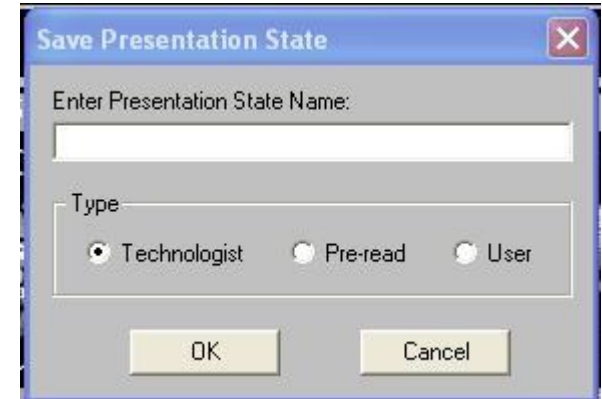 Save Presentation State
Enter Presentation State Name:
Type
Technologist Pre-read User
OK Cancel